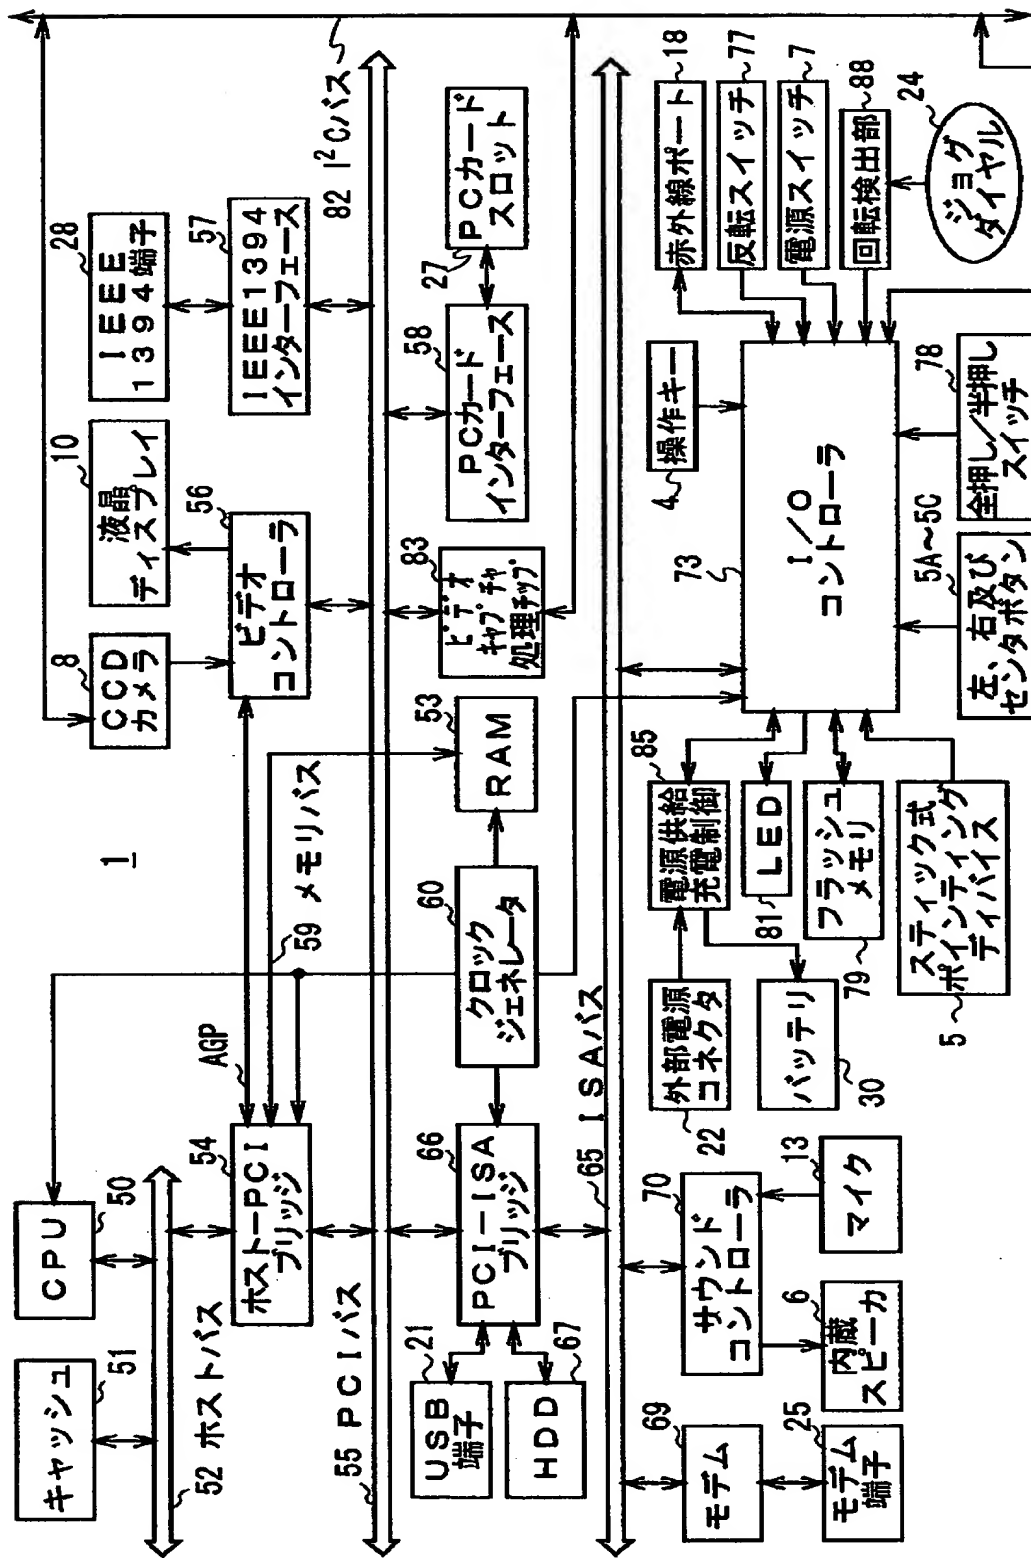 1
キャッシュ
51
CPU
50
52 ホストバス
ホストーPCI
ブリッジ
54
AGP
59 メモリバス
CCD
カメラ
8
液晶
ディスプレイ
10
ビデオ
コントローラ
56
IEEE
1394端子
28
IEEE1394
インターフェース
57
82 I²Cバス
55 PCIバス
USB
端子
21
HDD
67
PCI-ISA
ブリッジ
66
クロック
ジェネレータ
60
RAM
53
ビデオ
キャプチャ
処理チップ
83
PCカード
インターフェース
58
PCカード
スロット
27
65 ISAバス
モデム
69
モデム
端子
25
サウンド
コントローラ
70
内蔵
スピーカ
6
マイク
13
外部電源
コネクタ
22
バッテリ
30
電源供給
充電制御
85
LED
81
フラッシュ
メモリ
79
スティック式
ポインティング
ディバイス
5
I/O
コントローラ
73
操作キー
4
赤外線ポート
18
反転スイッチ
77
電源スイッチ
7
回転検出部
88
ジョグ
ダイヤル
24
左、右及び
センタボタン
5A~5C
全押し/半押し
スイッチ
78